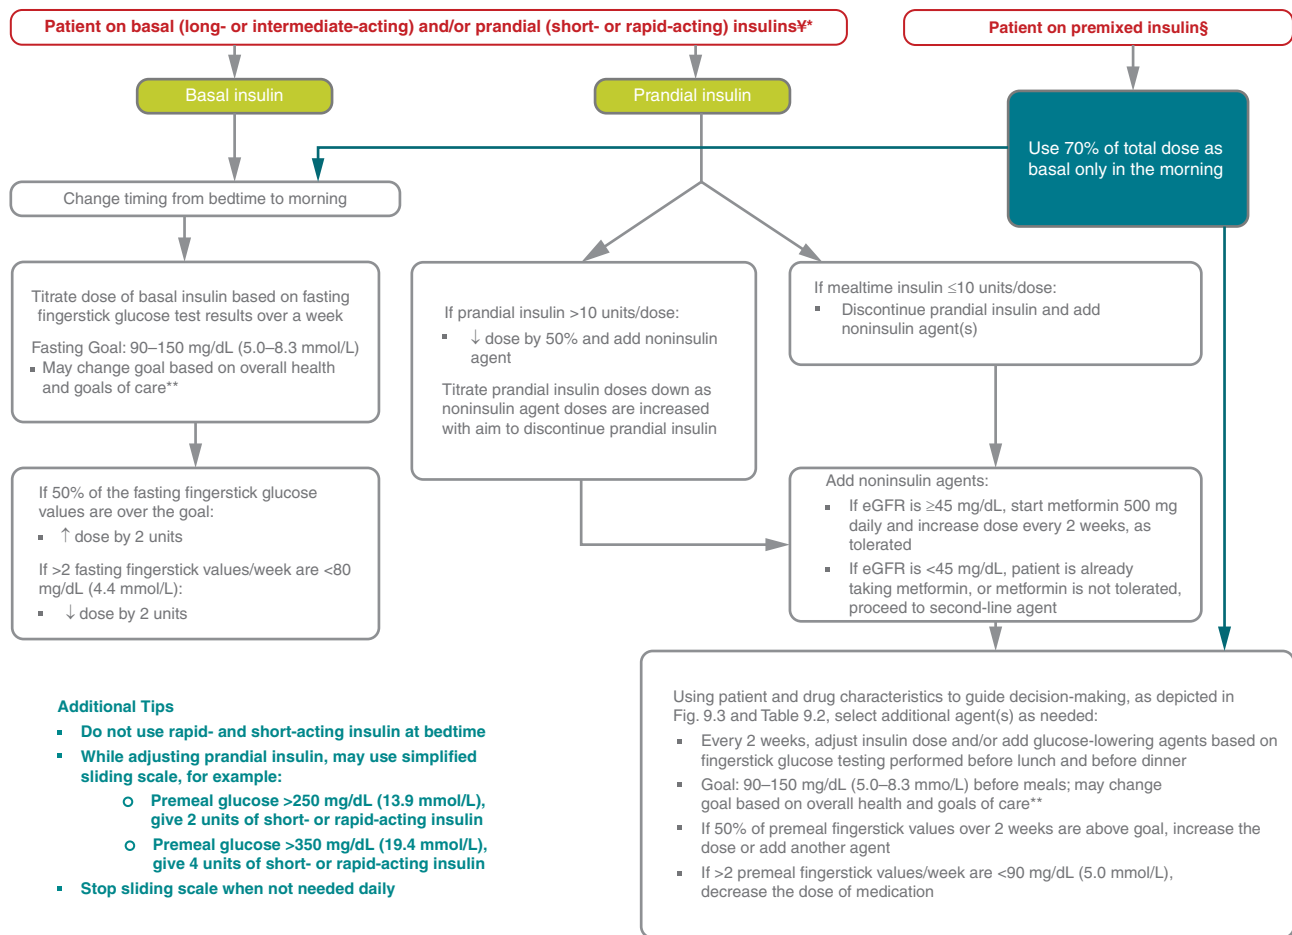 Patient on basal (long- or intermediate-acting) and/or prandial (short- or rapid-acting) insulins¥*
Patient on premixed insulin§
Basal insulin
Prandial insulin
Use 70% of total dose as
basal only in the morning
Change timing from bedtime to morning
Titrate dose of basal insulin based on fasting
fingerstick glucose test results over a week
Fasting Goal: 90–150 mg/dL (5.0–8.3 mmol/L)
▪ May change goal based on overall health
and goals of care**
If 50% of the fasting fingerstick glucose
values are over the goal:
▪ ↑ dose by 2 units
If >2 fasting fingerstick values/week are <80
mg/dL (4.4 mmol/L):
▪ ↓ dose by 2 units
If prandial insulin >10 units/dose:
▪ ↓ dose by 50% and add noninsulin
agent
Titrate prandial insulin doses down as
noninsulin agent doses are increased
with aim to discontinue prandial insulin
If mealtime insulin ≤10 units/dose:
▪ Discontinue prandial insulin and add
noninsulin agent(s)
Add noninsulin agents:
▪ If eGFR is ≥45 mg/dL, start metformin 500 mg
daily and increase dose every 2 weeks, as
tolerated
▪ If eGFR is <45 mg/dL, patient is already
taking metformin, or metformin is not tolerated,
proceed to second-line agent
Using patient and drug characteristics to guide decision-making, as depicted in
Fig. 9.3 and Table 9.2, select additional agent(s) as needed:
▪ Every 2 weeks, adjust insulin dose and/or add glucose-lowering agents based on
fingerstick glucose testing performed before lunch and before dinner
▪ Goal: 90–150 mg/dL (5.0–8.3 mmo/L) before meals; may change
goal based on overall health and goals of care**
▪ If 50% of premeal fingerstick values over 2 weeks are above goal, increase the
dose or add another agent
▪ If >2 premeal fingerstick values/week are <90 mg/dL (5.0 mmol/L),
decrease the dose of medication
Additional Tips
▪ Do not use rapid- and short-acting insulin at bedtime
▪ While adjusting prandial insulin, may use simplified
sliding scale, for example:
o Premeal glucose >250 mg/dL (13.9 mmol/L),
give 2 units of short- or rapid-acting insulin
o Premeal glucose >350 mg/dL (19.4 mmol/L),
give 4 units of short- or rapid-acting insulin
▪ Stop sliding scale when not needed daily